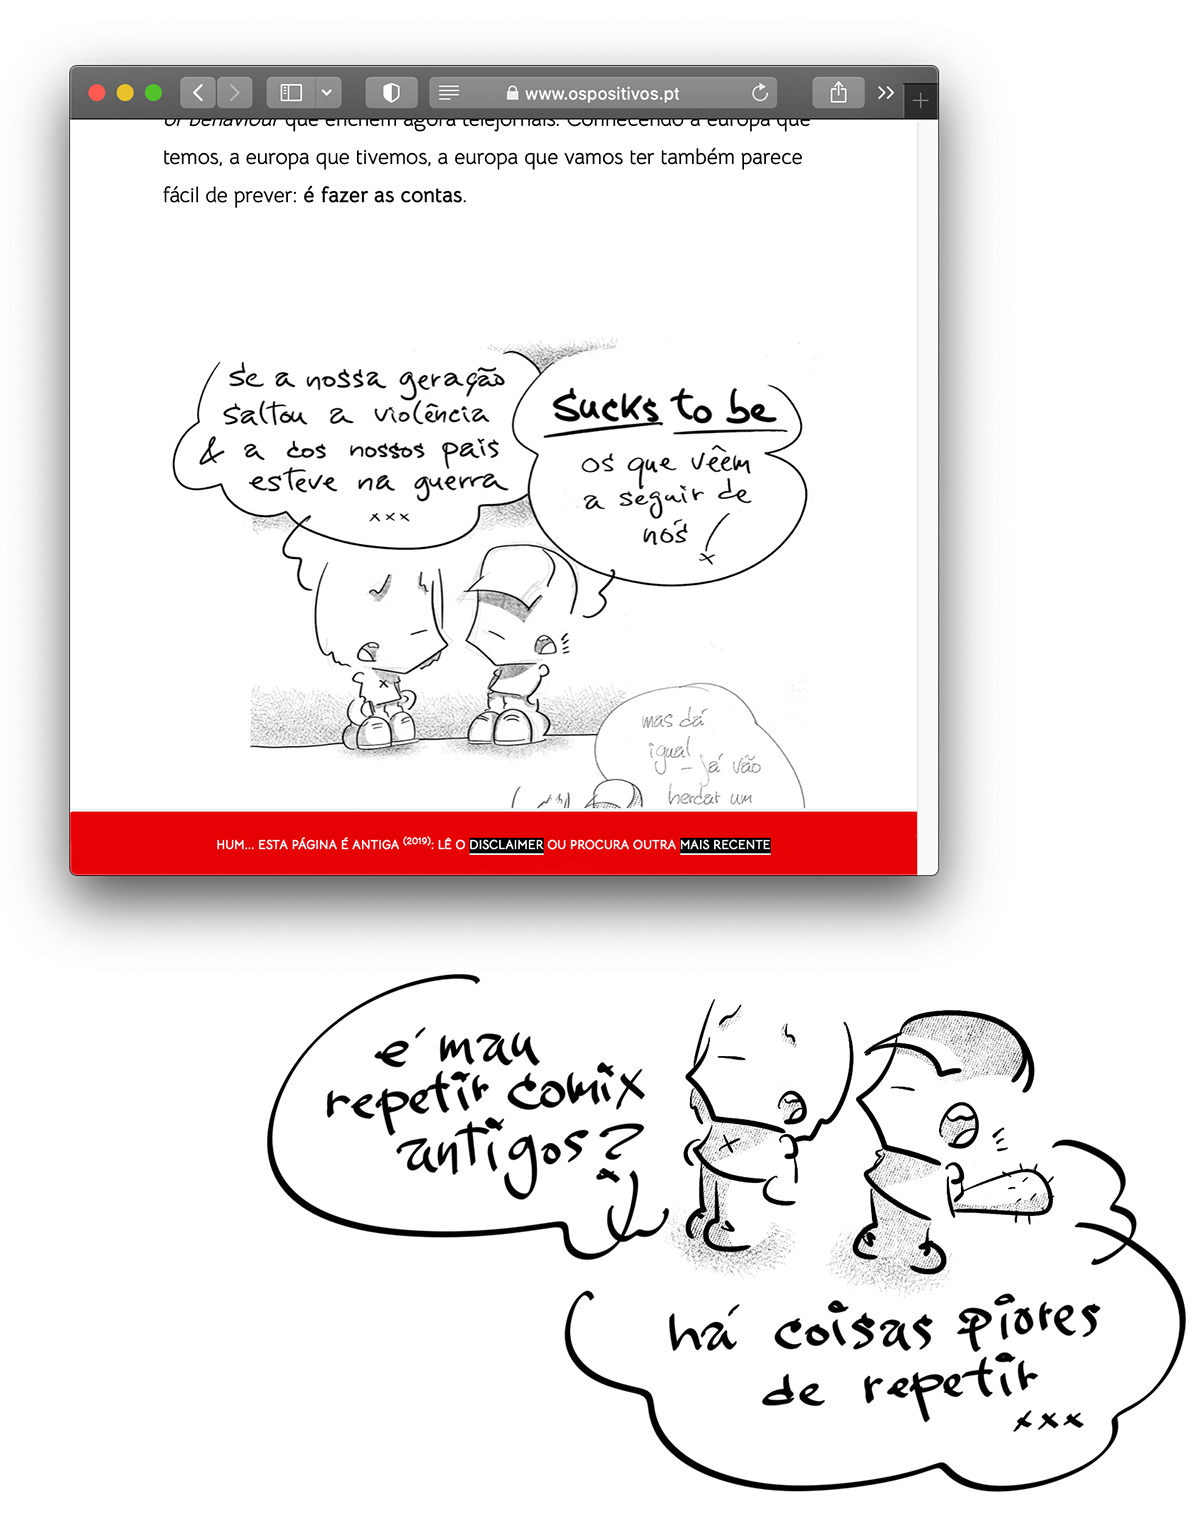 www.ospositivos.pt
of behaviour que enchem agora telejornais. Conhecendo a europa que
temos, a europa que tivemos, a europa que vamos ter também parece
fácil de prever: é fazer as contas.
se a nossa geração
saltou a violência
& a dos nossos pais
esteve na guerra
xxx
sucks to be
os que vêem
a seguir de
nós
x
mas dá
igual
– já vão
herdar um
HUM... ESTA PÁGINA É ANTIGA (2019): LÊ O DISCLAIMER OU PROCURA OUTRA MAIS RECENTE
é mau
repetir comix
antigos?
x
x
há coisas piores
de repetir
xxx